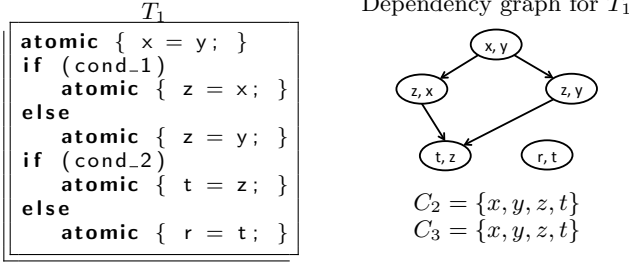 T₁
atomic { x = y; }
if (cond_1)
atomic { z = x; }
else
atomic { z = y; }
if (cond_2)
atomic { t = z; }
else
atomic { r = t; }
Dependency graph for T₁
x, y
z, x
z, y
t, z
r, t
C₂ = {x, y, z, t}
C₃ = {x, y, z, t}